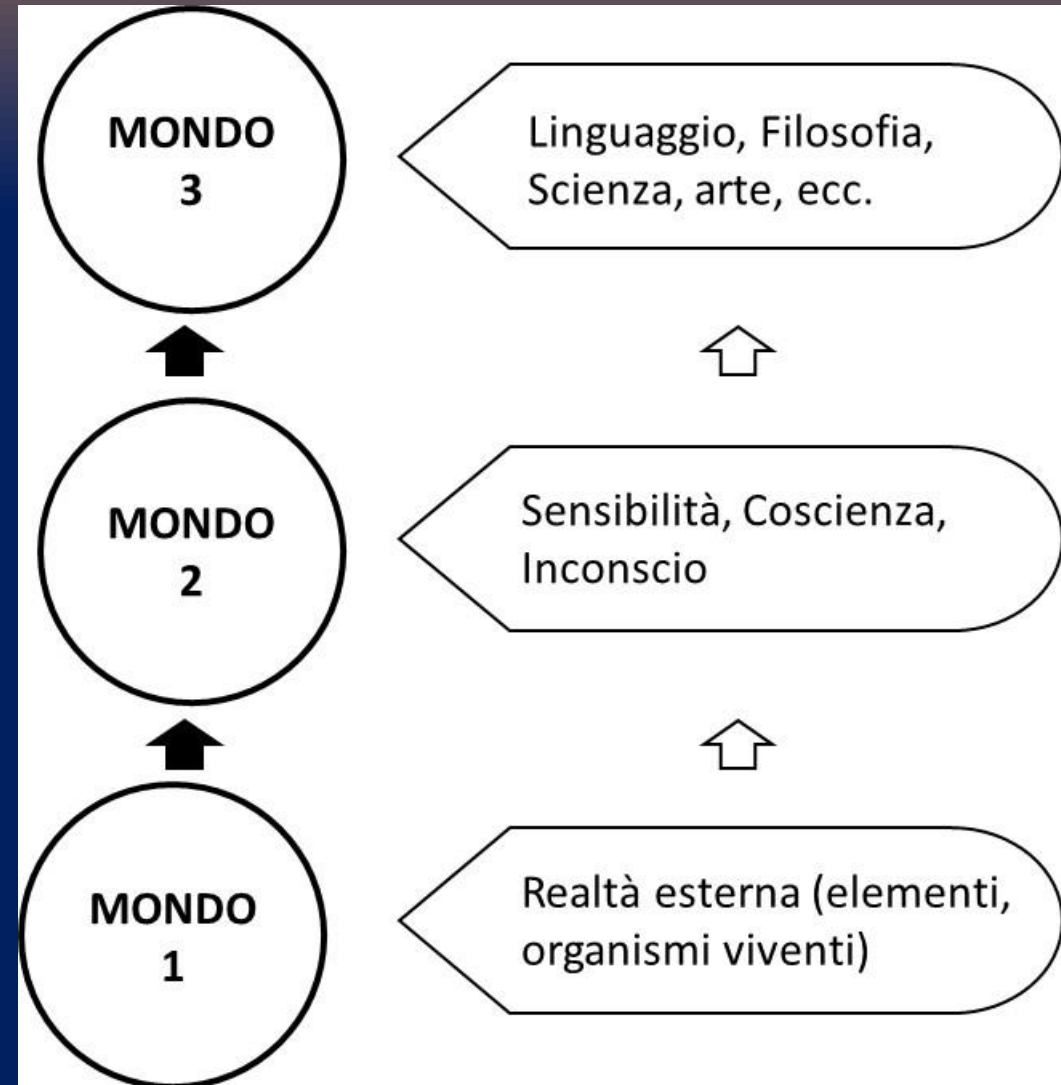 MONDO
3
Linguaggio, Filosofia,
Scienza, arte, ecc.
MONDO
2
Sensibilità, Coscienza,
Inconscio
MONDO
1
Realtà esterna (elementi,
organismi viventi)